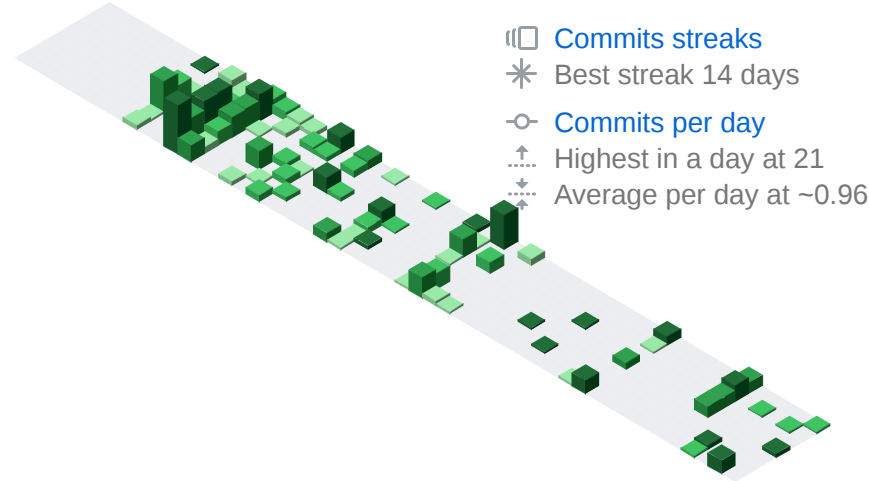 Commits streaks
Best streak 14 days
Commits per day
Highest in a day at 21
Average per day at ~0.96